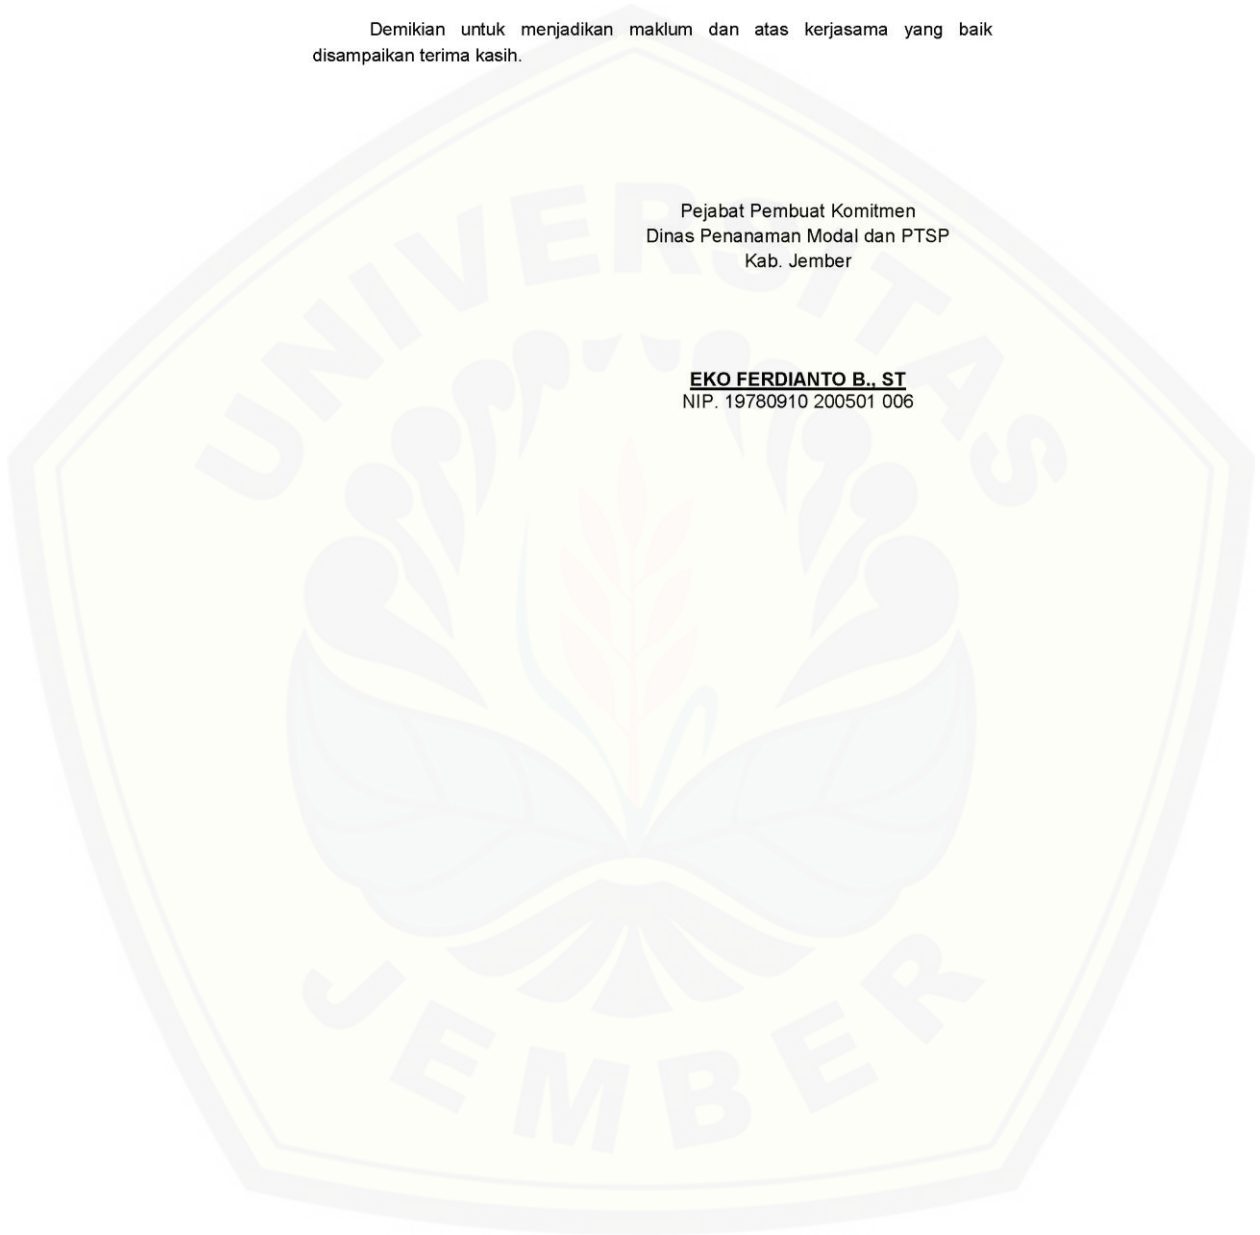 Demikian untuk menjadikan maklum dan atas kerjasama yang baik
disampaikan terima kasih.
Pejabat Pembuat Komitmen
Dinas Penanaman Modal dan PTSP
Kab. Jember
EKO FERDIANTO B., ST
NIP. 19780910 200501 006
UNIVERSITAS
JEMBER